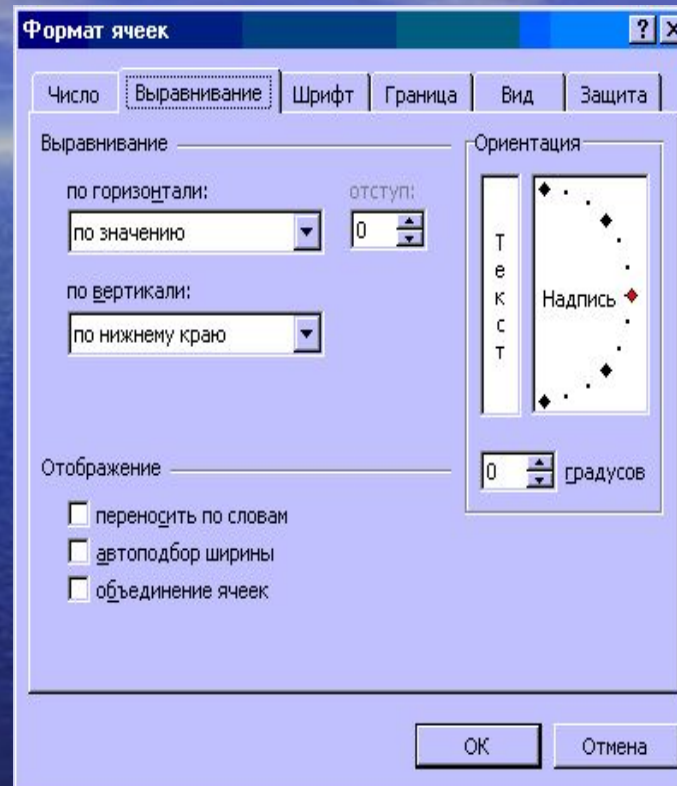 Формат ячеек
Число Выравнивание Шрифт Граница Вид Защита
Выравнивание
по горизонтали: отступ:
по значению 0
по вертикали:
по нижнему краю
Ориентация
Текст
Надпись
0 градусов
Отображение
переносить по словам
автоподбор ширины
объединение ячеек
ОК Отмена